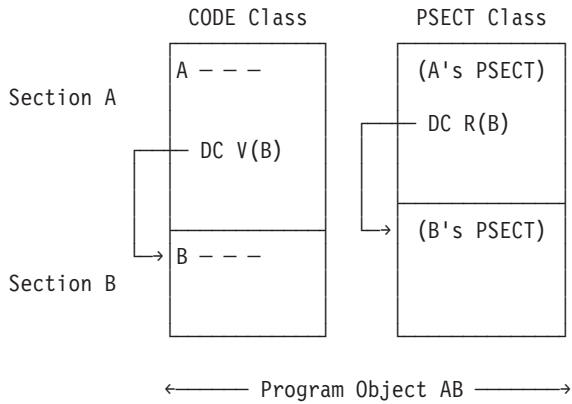 CODE Class PSECT Class
A — — — (A's PSECT)
Section A
DC R(B)
DC V(B)
(B's PSECT)
B — — —
Section B
Program Object AB